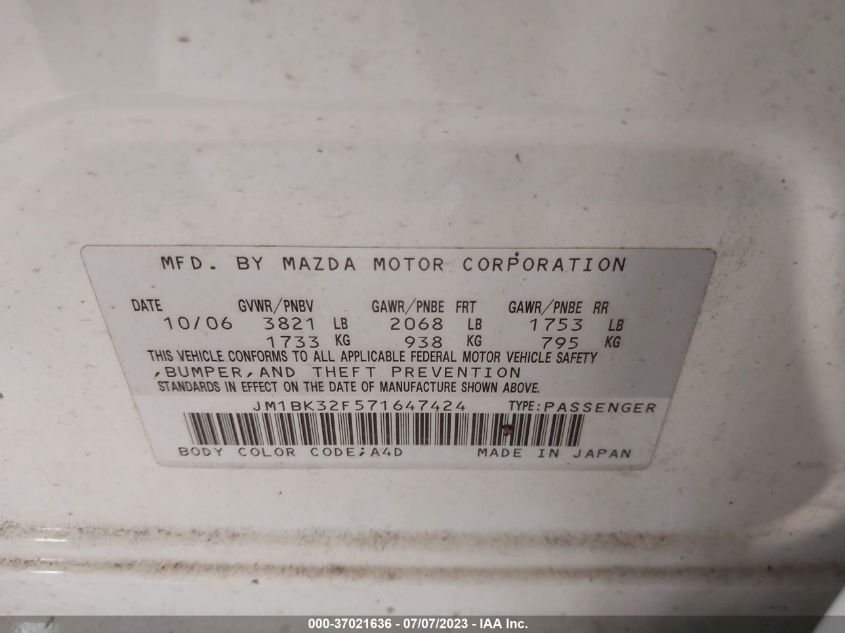 MFD. BY MAZDA MOTOR CORPORATION
DATE GVWR/PNBV GAWR/PNBE FRT GAWR/PNBE RR
10/06 3821 LB 2068 LB 1753 LB
1733 KG 938 KG 795 KG
THIS VEHICLE CONFORMS TO ALL APPLICABLE FEDERAL MOTOR VEHICLE SAFETY
,BUMPER,AND THEFT PREVENTION
STANDARDS IN EFFECT ON THE DATE OF MANUFACTURE SHOWN ABOVE.
JM1BK32F571647424 TYPE:PASSENGER
BODY COLOR CODE;A4D MADE IN JAPAN
000-37021636 - 07/07/2023 - IAA Inc.